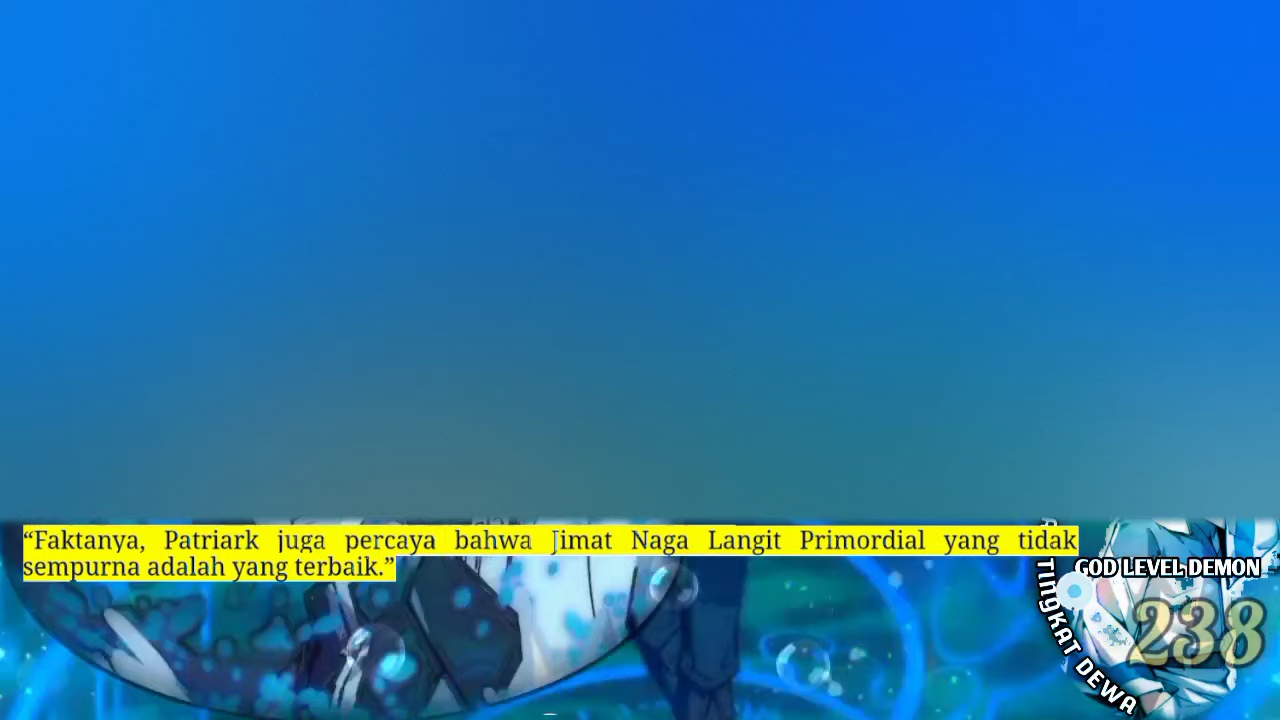 “Faktanya, Patriark juga percaya bahwa Jimat Naga Langit Primordial yang tidak
sempurna adalah yang terbaik.”
GOD LEVEL DEMON
238
TINGKAT DEWA